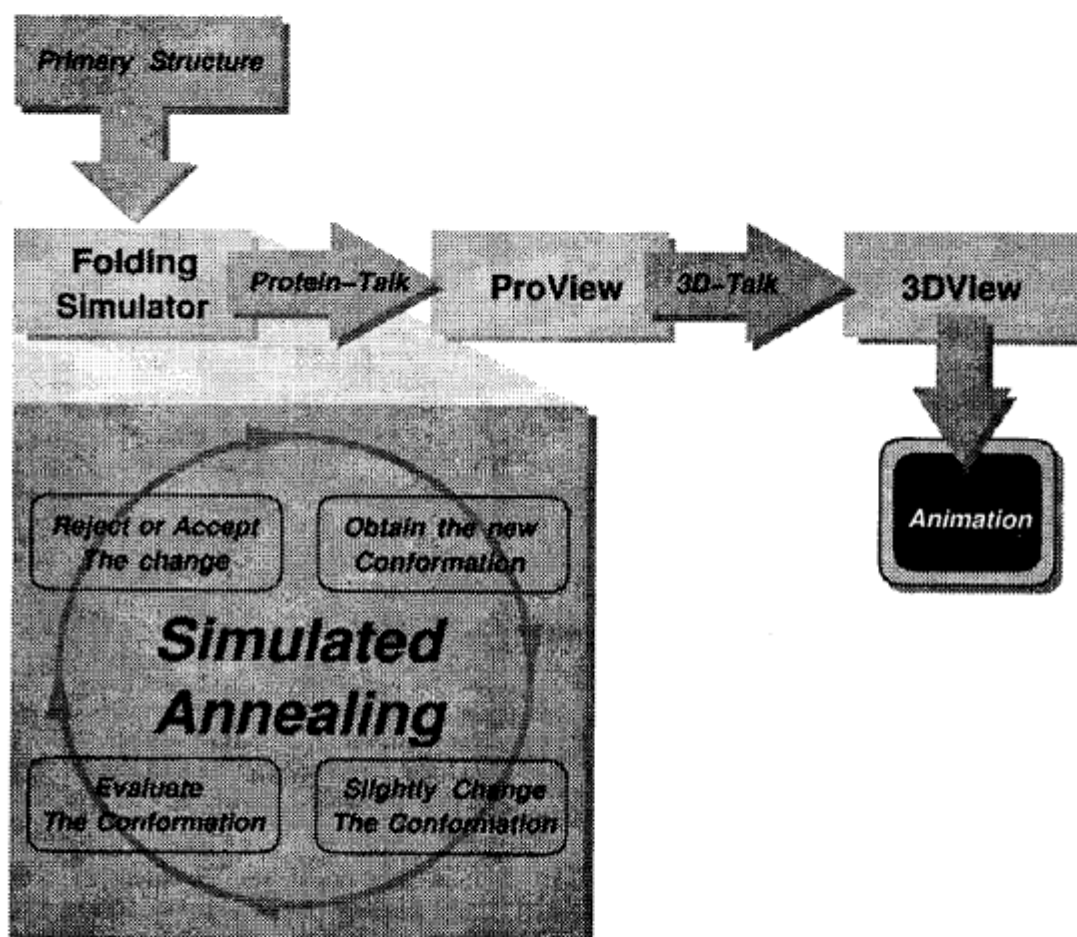 Primary Structure
Folding
Simulator
Protein-Talk
ProView
3D-Talk
3DView
Animation
Reject or Accept
The change
Obtain the new
Conformation
Simulated
Annealing
Evaluate
The Conformation
Slightly Change
The Conformation